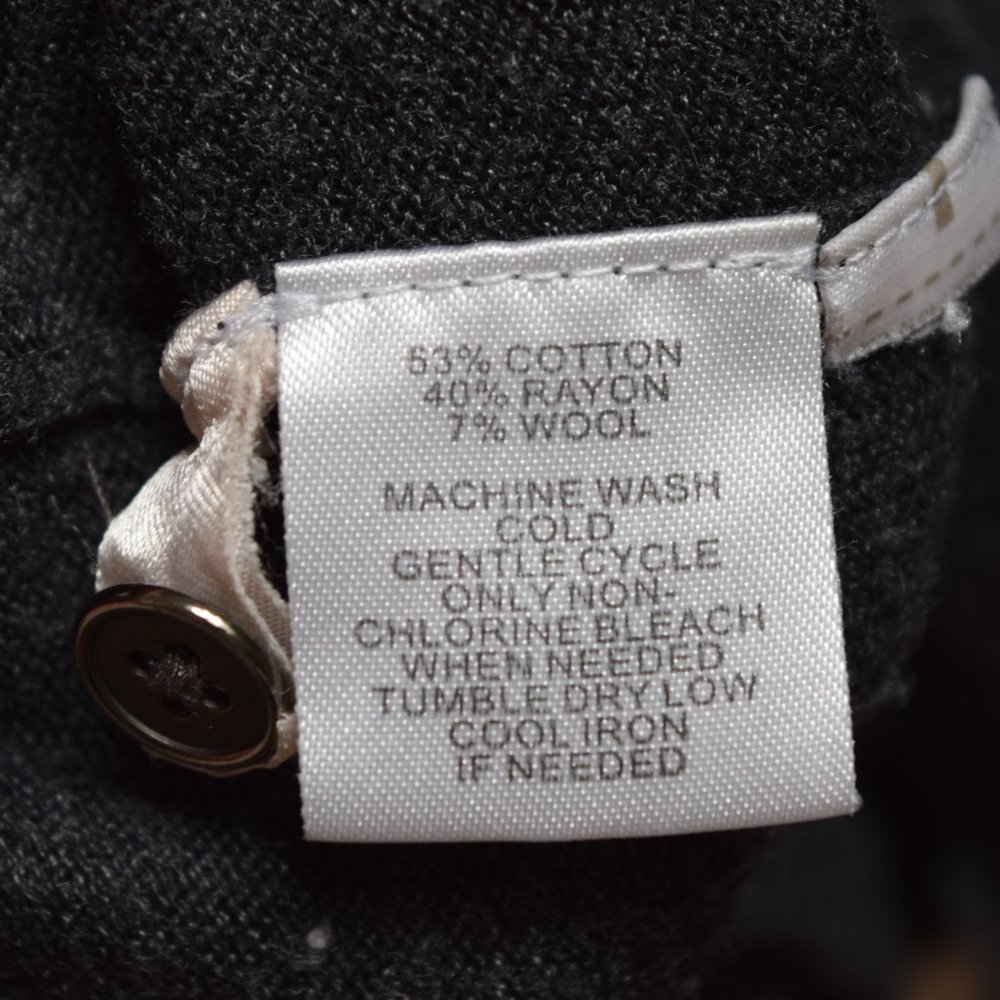 53% COTTON
40% RAYON
7% WOOL
MACHINE WASH
COLD
GENTLE CYCLE
ONLY NON-
CHLORINE BLEACH
WHEN NEEDED
TUMBLE DRY LOW
COOL IRON
IF NEEDED